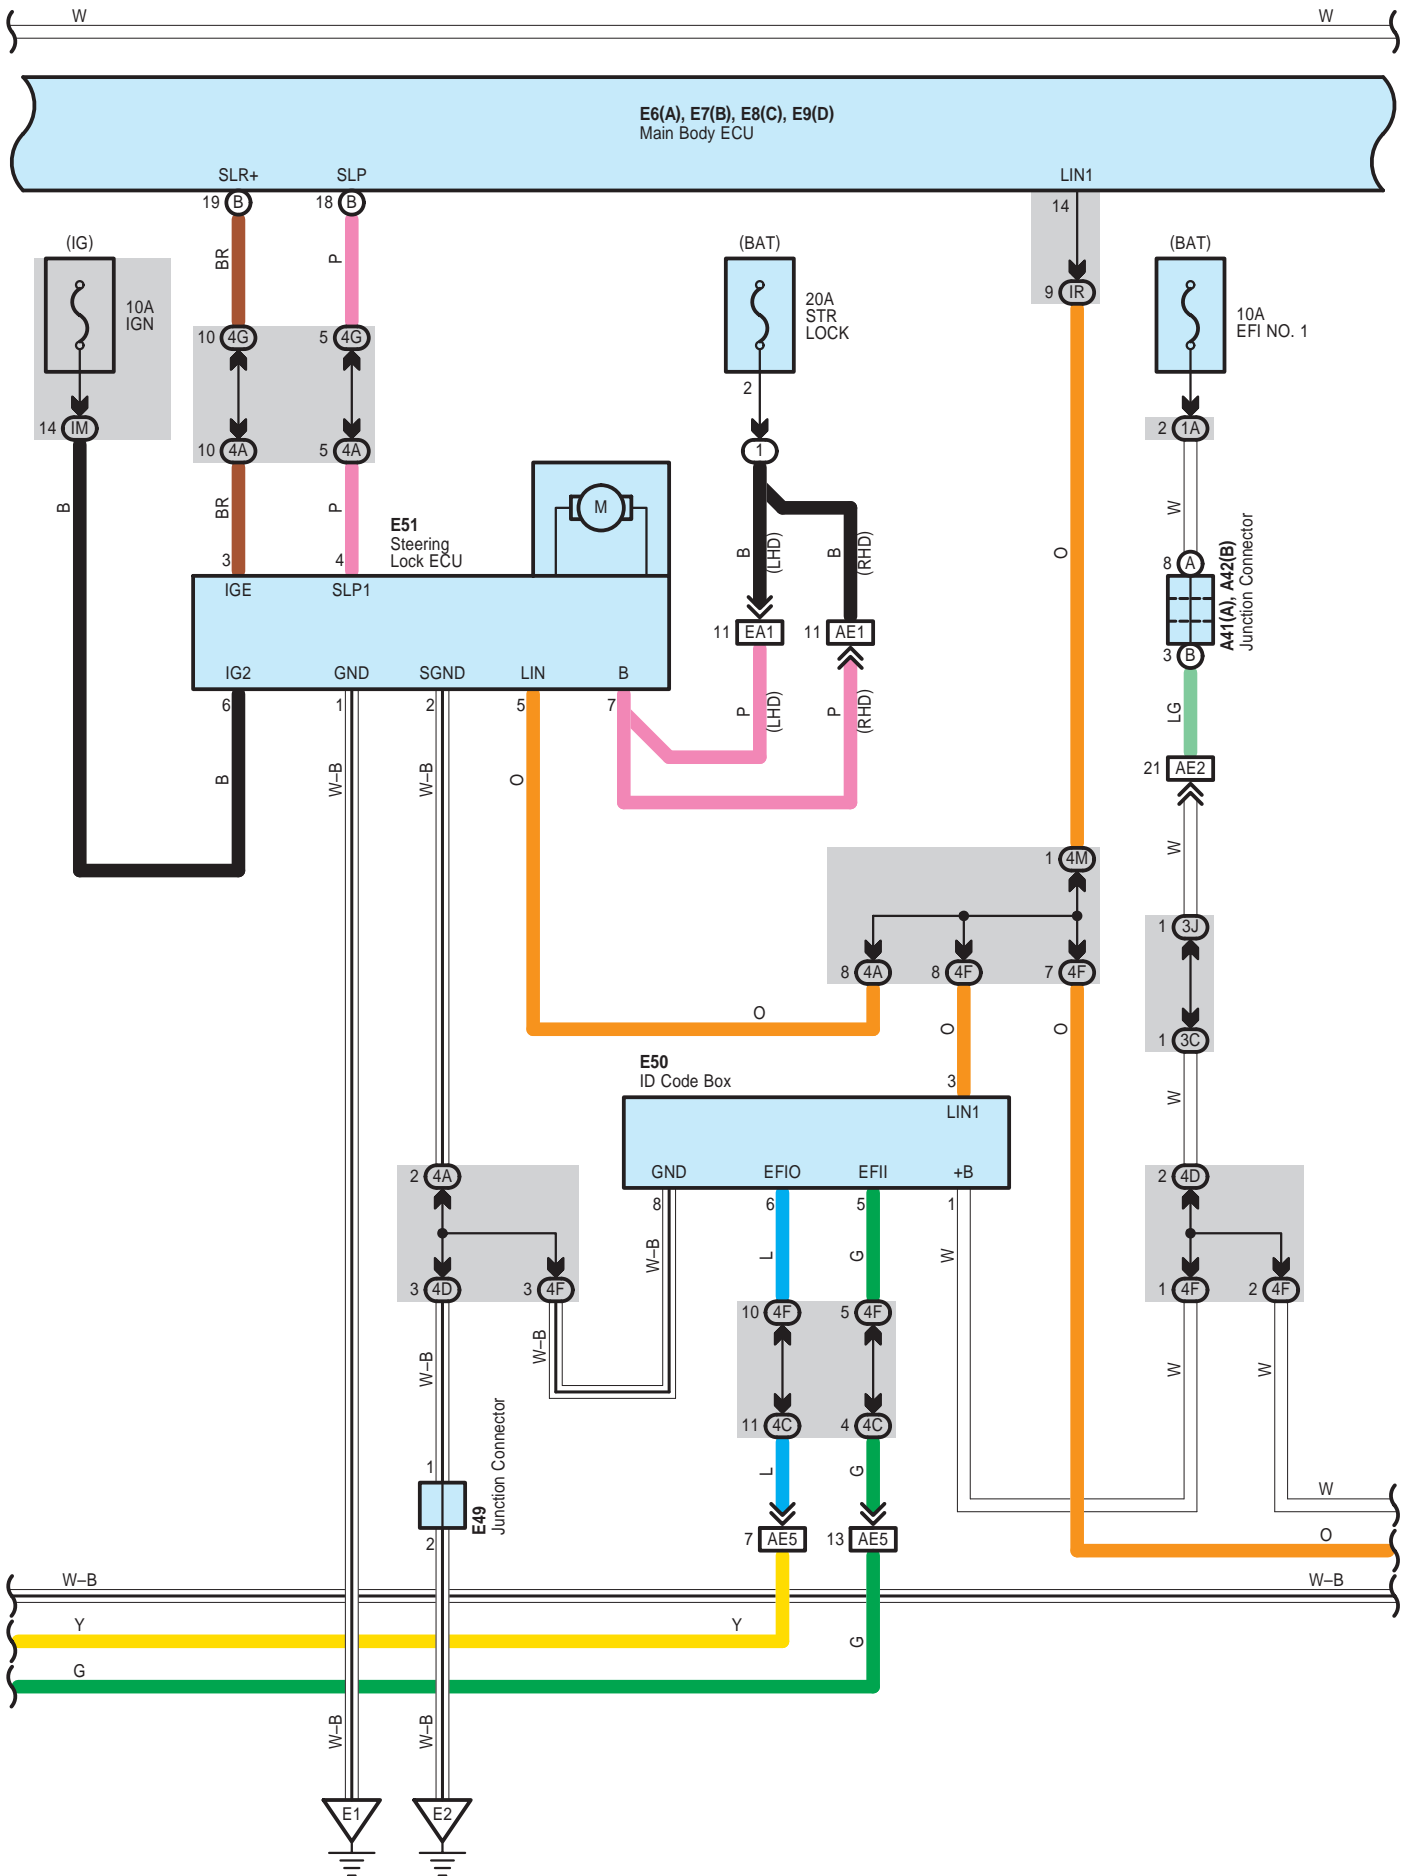 W W
E6(A), E7(B), E8(C), E9(D)
Main Body ECU
SLR+ SLP LIN1
19 B 18 B 14
(IG) (BAT) (BAT)
BR P
9 IR
10A
IGN
20A
STR
LOCK
10A
EFI NO. 1
10 4G 5 4G
2
14 IM 2 1A
10 4A 5 4A 1
B BR P M W
E51
Steering
Lock ECU
B (LHD) B (RHD) O
3 4 8 A
IGE SLP1
A41(A), A42(B)
Junction Connector
11 EA1 11 AE1
3 B
IG2 GND SGND LIN B
6 1 2 5 7
P (LHD) P (RHD) LG
B W–B W–B O
21 AE2
W
1 4M
1 3J
8 4A 8 4F 7 4F
O
O O
1 3C
E50
ID Code Box
3
W
LIN1
2 4A GND EFIO EFII +B 2 4D
8 6 5 1
W–B L G W
3 4D 3 4F 1 4F 2 4F
10 4F 5 4F
W–B W–B W W
11 4C 4 4C
1
L G
W
E49
Junction Connector
2
7 AE5 13 AE5
O
W–B W–B
Y Y
G G
W–B W–B
E1 E2